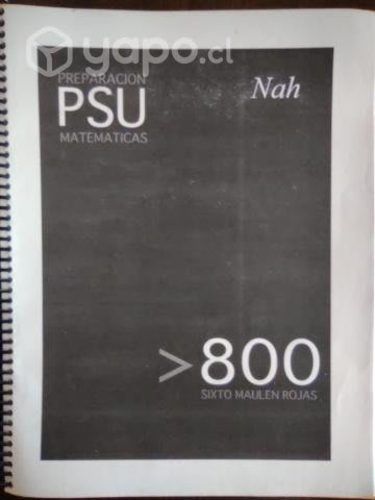 yapo.cl
PREPARACION
PSU
MATEMATICAS
Nah
>800
SIXTO MAULEN ROJAS